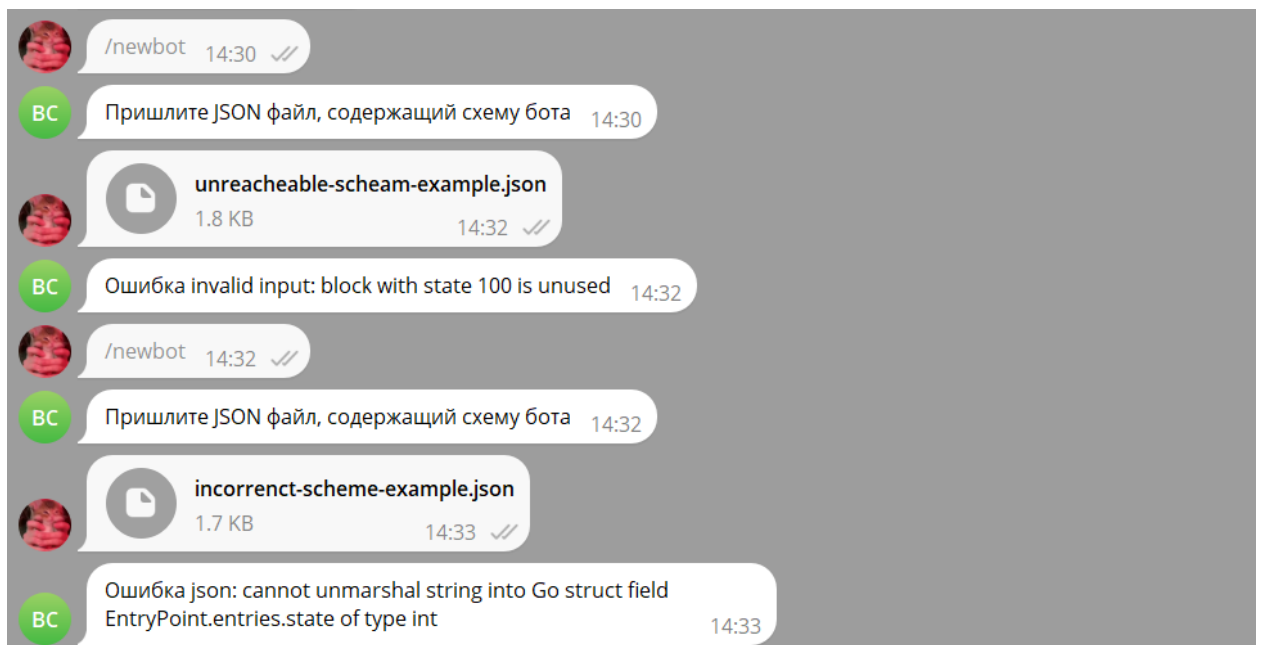 /newbot 14:30
BC
Пришлите JSON файл, содержащий схему бота 14:30
unreacheable-scheam-example.json
1.8 KB 14:32
BC
Ошибка invalid input: block with state 100 is unused 14:32
/newbot 14:32
BC
Пришлите JSON файл, содержащий схему бота 14:32
incorrenct-scheme-example.json
1.7 KB 14:33
Ошибка json: cannot unmarshal string into Go struct field
EntryPoint.entries.state of type int 14:33
BC